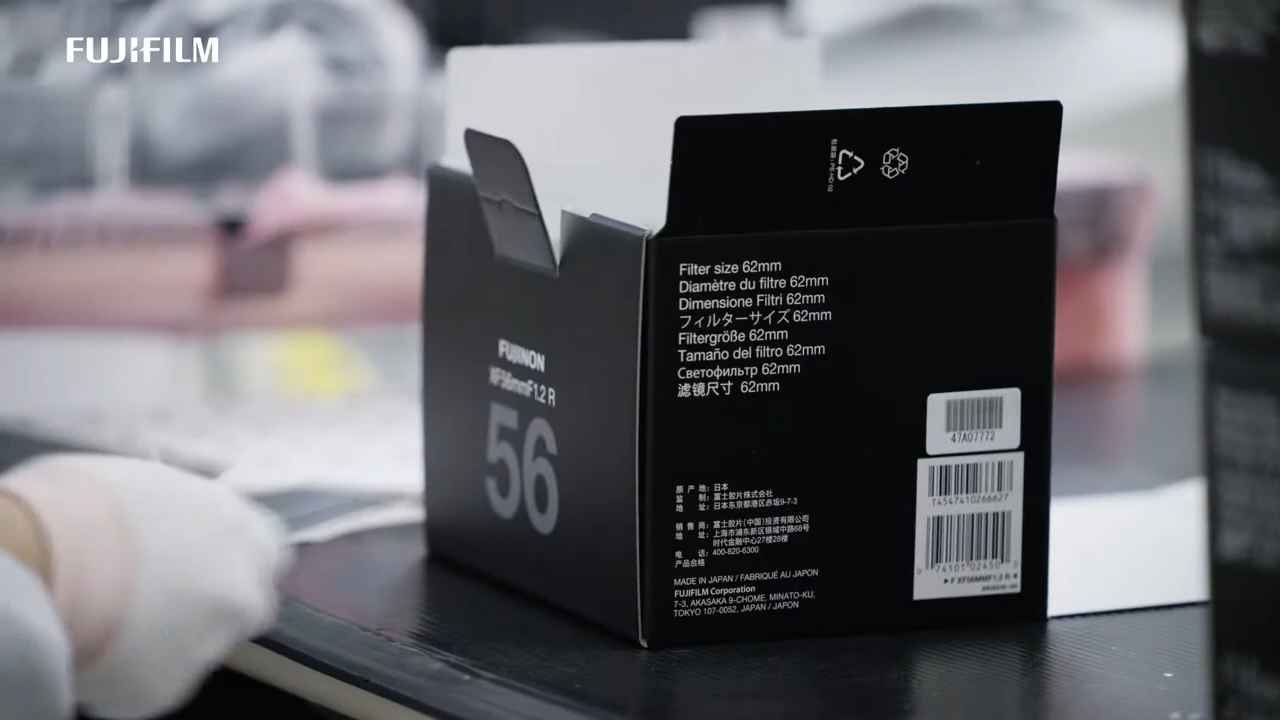 FUJIFILM
FUJINON
XF56mmF1.2 R
56
Filter size 62mm
Diamètre du filtre 62mm
Dimensione Filtri 62mm
フィルターサイズ 62mm
Filtergröße 62mm
Tamaño del filtro 62mm
Светофильтр 62mm
滤镜尺寸 62mm
47A07772
74547410266627
0 74101 02450 3
F XF56MMF1.2 R
原产地：日本
监制：富士胶片株式会社
地址：日本东京都港区赤坂9-7-3
销售商：富士胶片(中国)投资有限公司
地址：上海市浦东新区银城中路68号
时代金融中心27楼28楼
电话：400-820-6300
产品合格
MADE IN JAPAN / FABRIQUÉ AU JAPON
FUJIFILM Corporation
7-3, AKASAKA 9-CHOME, MINATO-KU,
TOKYO 107-0052, JAPAN / JAPON